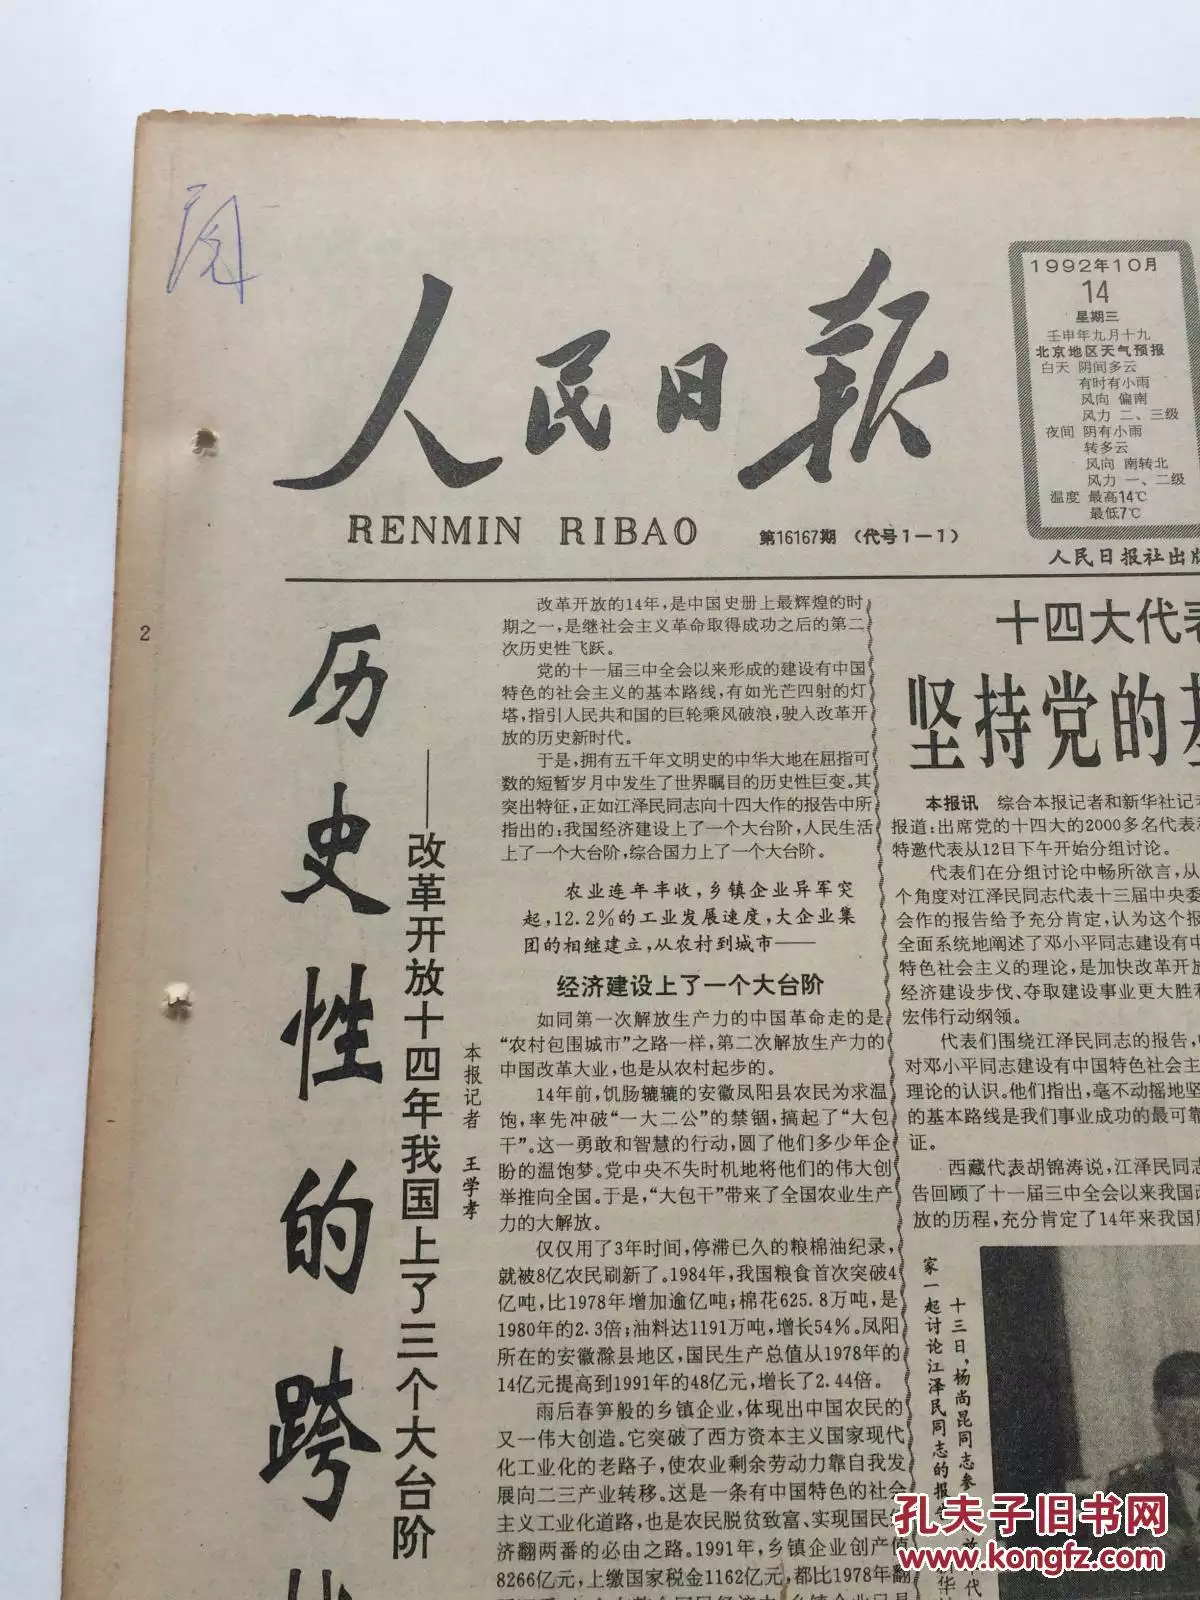 人民日报
RENMIN RIBAO
第16167期 (代号1—1)
1992年10月
14
星期三
壬申年九月十九
北京地区天气预报
白天 阴间多云
有时有小雨
风向 偏南
风力 二、三级
夜间 阴有小雨
转多云
风向 南转北
风力 一、二级
温度 最高14℃
最低7℃
人民日报社出版
2
历史性的跨
——改革开放十四年我国上了三个大台阶
本报记者 王学孝
改革开放的14年,是中国史册上最辉煌的时
期之一,是继社会主义革命取得成功之后的第二
次历史性飞跃。
党的十一届三中全会以来形成的建设有中国
特色的社会主义的基本路线,有如光芒四射的灯
塔,指引人民共和国的巨轮乘风破浪,驶入改革开
放的历史新时代。
于是,拥有五千年文明史的中华大地在屈指可
数的短暂岁月中发生了世界瞩目的历史性巨变。其
突出特征,正如江泽民同志向十四大作的报告中所
指出的:我国经济建设上了一个大台阶,人民生活
上了一个大台阶,综合国力上了一个大台阶。
农业连年丰收,乡镇企业异军突
起,12.2%的工业发展速度,大企业集
团的相继建立,从农村到城市——
经济建设上了一个大台阶
如同第一次解放生产力的中国革命走的是
“农村包围城市”之路一样,第二次解放生产力的
中国改革大业,也是从农村起步的。
14年前,饥肠辘辘的安徽凤阳县农民为求温
饱,率先冲破“一大二公”的禁锢,搞起了“大包
干”。这一勇敢和智慧的行动,圆了他们多少年企
盼的温饱梦。党中央不失时机地将他们的伟大创
举推向全国。于是,“大包干”带来了全国农业生产
力的大解放。
仅仅用了3年时间,停滞已久的粮棉油纪录,
就被8亿农民刷新了。1984年,我国粮食首次突破4
亿吨,比1978年增加逾亿吨;棉花625.8万吨,是
1980年的2.3倍;油料达1191万吨,增长54%。凤阳
所在的安徽滁县地区,国民生产总值从1978年的
14亿元提高到1991年的48亿元,增长了2.44倍。
雨后春笋般的乡镇企业,体现出中国农民的
又一伟大创造。它突破了西方资本主义国家现代
化工业化的老路子,使农业剩余劳动力靠自我发
展向二三产业转移。这是一条有中国特色的社会
主义工业化道路,也是农民脱贫致富、实现国民经
济翻两番的必由之路。1991年,乡镇企业创产值
8266亿元,上缴国家税金1162亿元,都比1978年翻
十四大代表
坚持党的基
本报讯 综合本报记者和新华社记者
报道:出席党的十四大的2000多名代表和
特邀代表从12日下午开始分组讨论。
代表们在分组讨论中畅所欲言,从
个角度对江泽民同志代表十三届中央委
会作的报告给予充分肯定,认为这个报
全面系统地阐述了邓小平同志建设有中
特色社会主义的理论,是加快改革开放
经济建设步伐、夺取建设事业更大胜利
宏伟行动纲领。
代表们围绕江泽民同志的报告,
对邓小平同志建设有中国特色社会主
理论的认识。他们指出,毫不动摇地坚
的基本路线是我们事业成功的最可靠
证。
西藏代表胡锦涛说,江泽民同志
告回顾了十一届三中全会以来我国改
放的历程,充分肯定了14年来我国
十三日,杨尚昆同志参
家一起讨论江泽民同志的报
孔夫子旧书网
www.kongfz.com